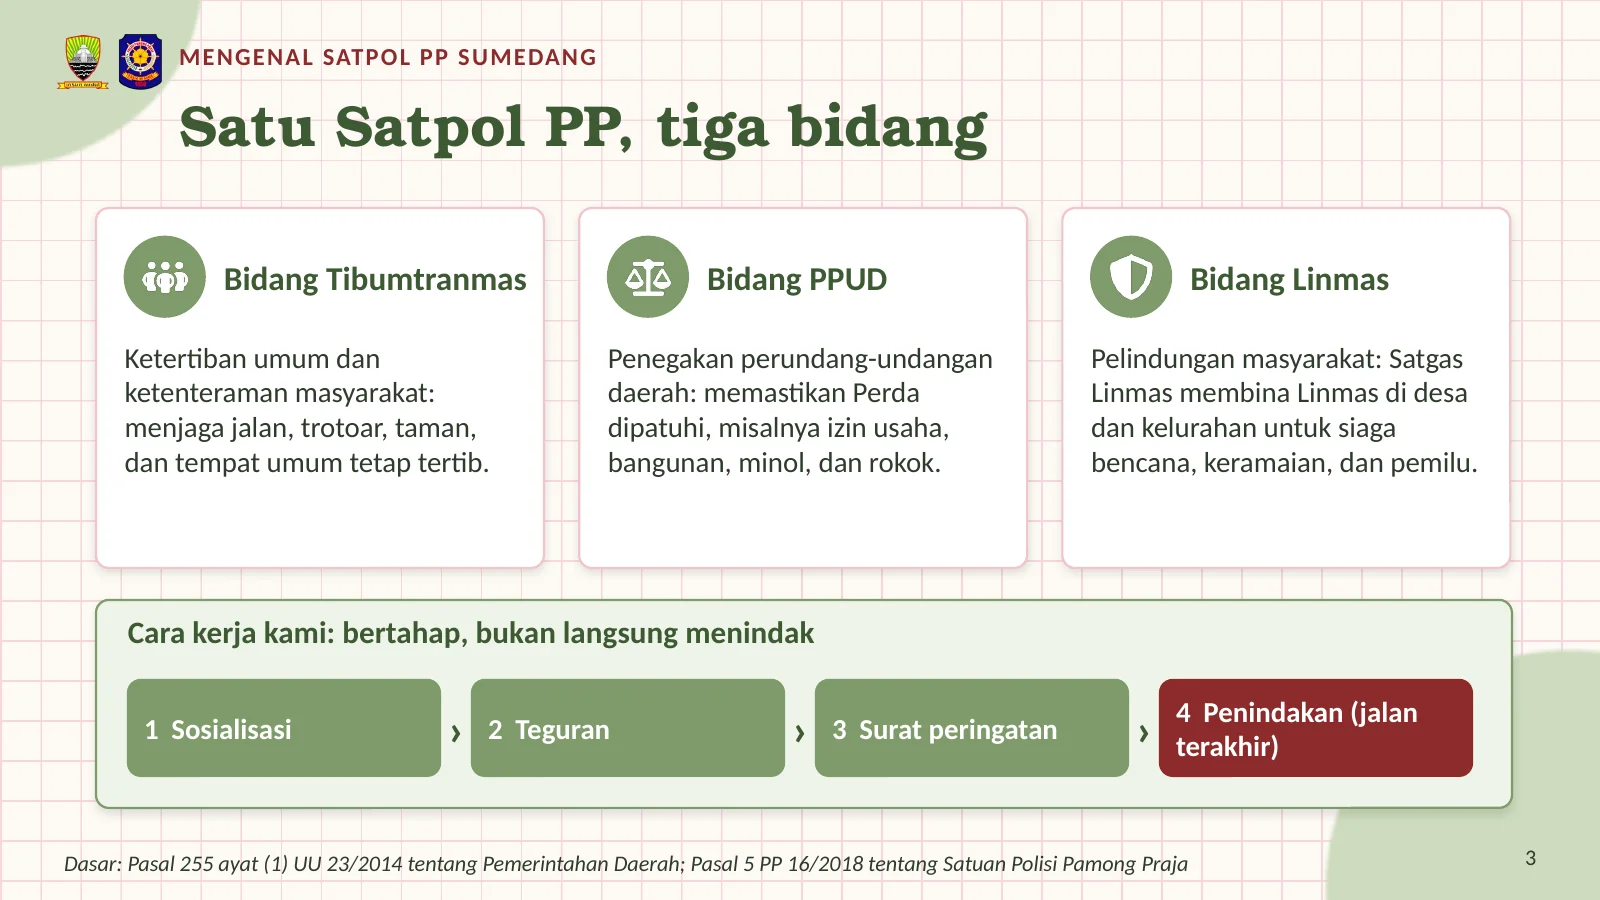 MENGENAL SATPOL PP SUMEDANG
Satu Satpol PP, tiga bidang
Bidang Tibumtranmas
Ketertiban umum dan
ketenteraman masyarakat:
menjaga jalan, trotoar, taman,
dan tempat umum tetap tertib.
Bidang PPUD
Penegakan perundang-undangan
daerah: memastikan Perda
dipatuhi, misalnya izin usaha,
bangunan, minol, dan rokok.
Bidang Linmas
Pelindungan masyarakat: Satgas
Linmas membina Linmas di desa
dan kelurahan untuk siaga
bencana, keramaian, dan pemilu.
Cara kerja kami: bertahap, bukan langsung menindak
1 Sosialisasi
›
2 Teguran
›
3 Surat peringatan
›
4 Penindakan (jalan
terakhir)
Dasar: Pasal 255 ayat (1) UU 23/2014 tentang Pemerintahan Daerah; Pasal 5 PP 16/2018 tentang Satuan Polisi Pamong Praja
3